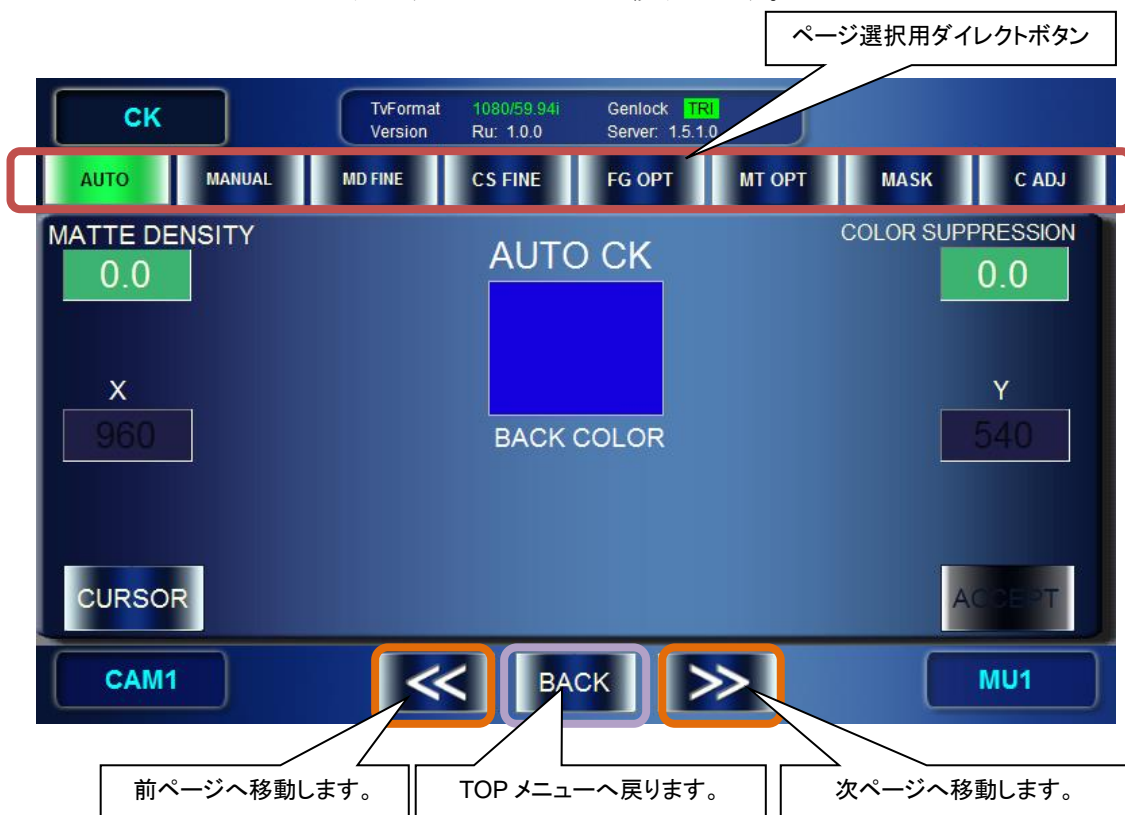 ページ選択用ダイレクトボタン
CK
TvFormat 1080/59.94i Genlock TRI
Version Ru: 1.0.0 Server: 1.5.1.0
AUTO MANUAL MD FINE CS FINE FG OPT MT OPT MASK C ADJ
MATTE DENSITY AUTO CK COLOR SUPPRESSION
0.0 0.0
X Y
960 BACK COLOR 540
CURSOR ACCEPT
CAM1 << BACK >> MU1
前ページへ移動します。 TOP メニューへ戻ります。 次ページへ移動します。